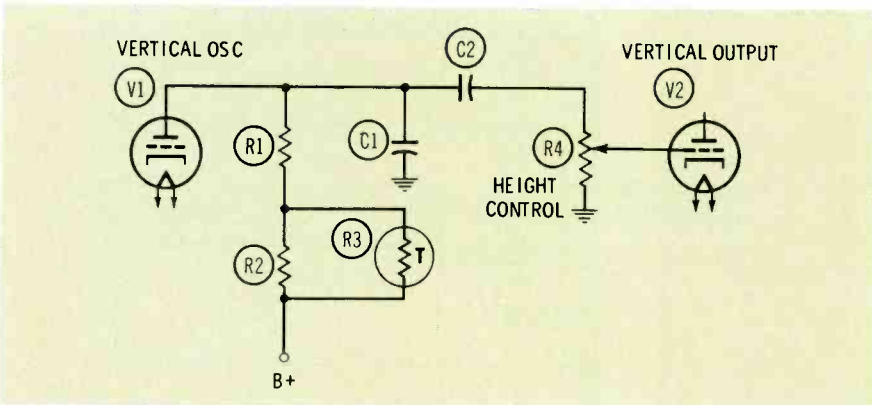 VERTICAL OSC
V1
C2
VERTICAL OUTPUT
V2
R1
C1
R4
HEIGHT
CONTROL
R3
T
R2
B+